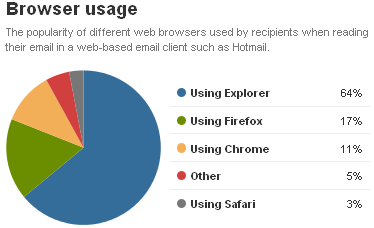 Browser usage
The popularity of different web browsers used by recipients when reading
their email in a web-based email client such as Hotmail.
Using Explorer 64%
Using Firefox 17%
Using Chrome 11%
Other 5%
Using Safari 3%